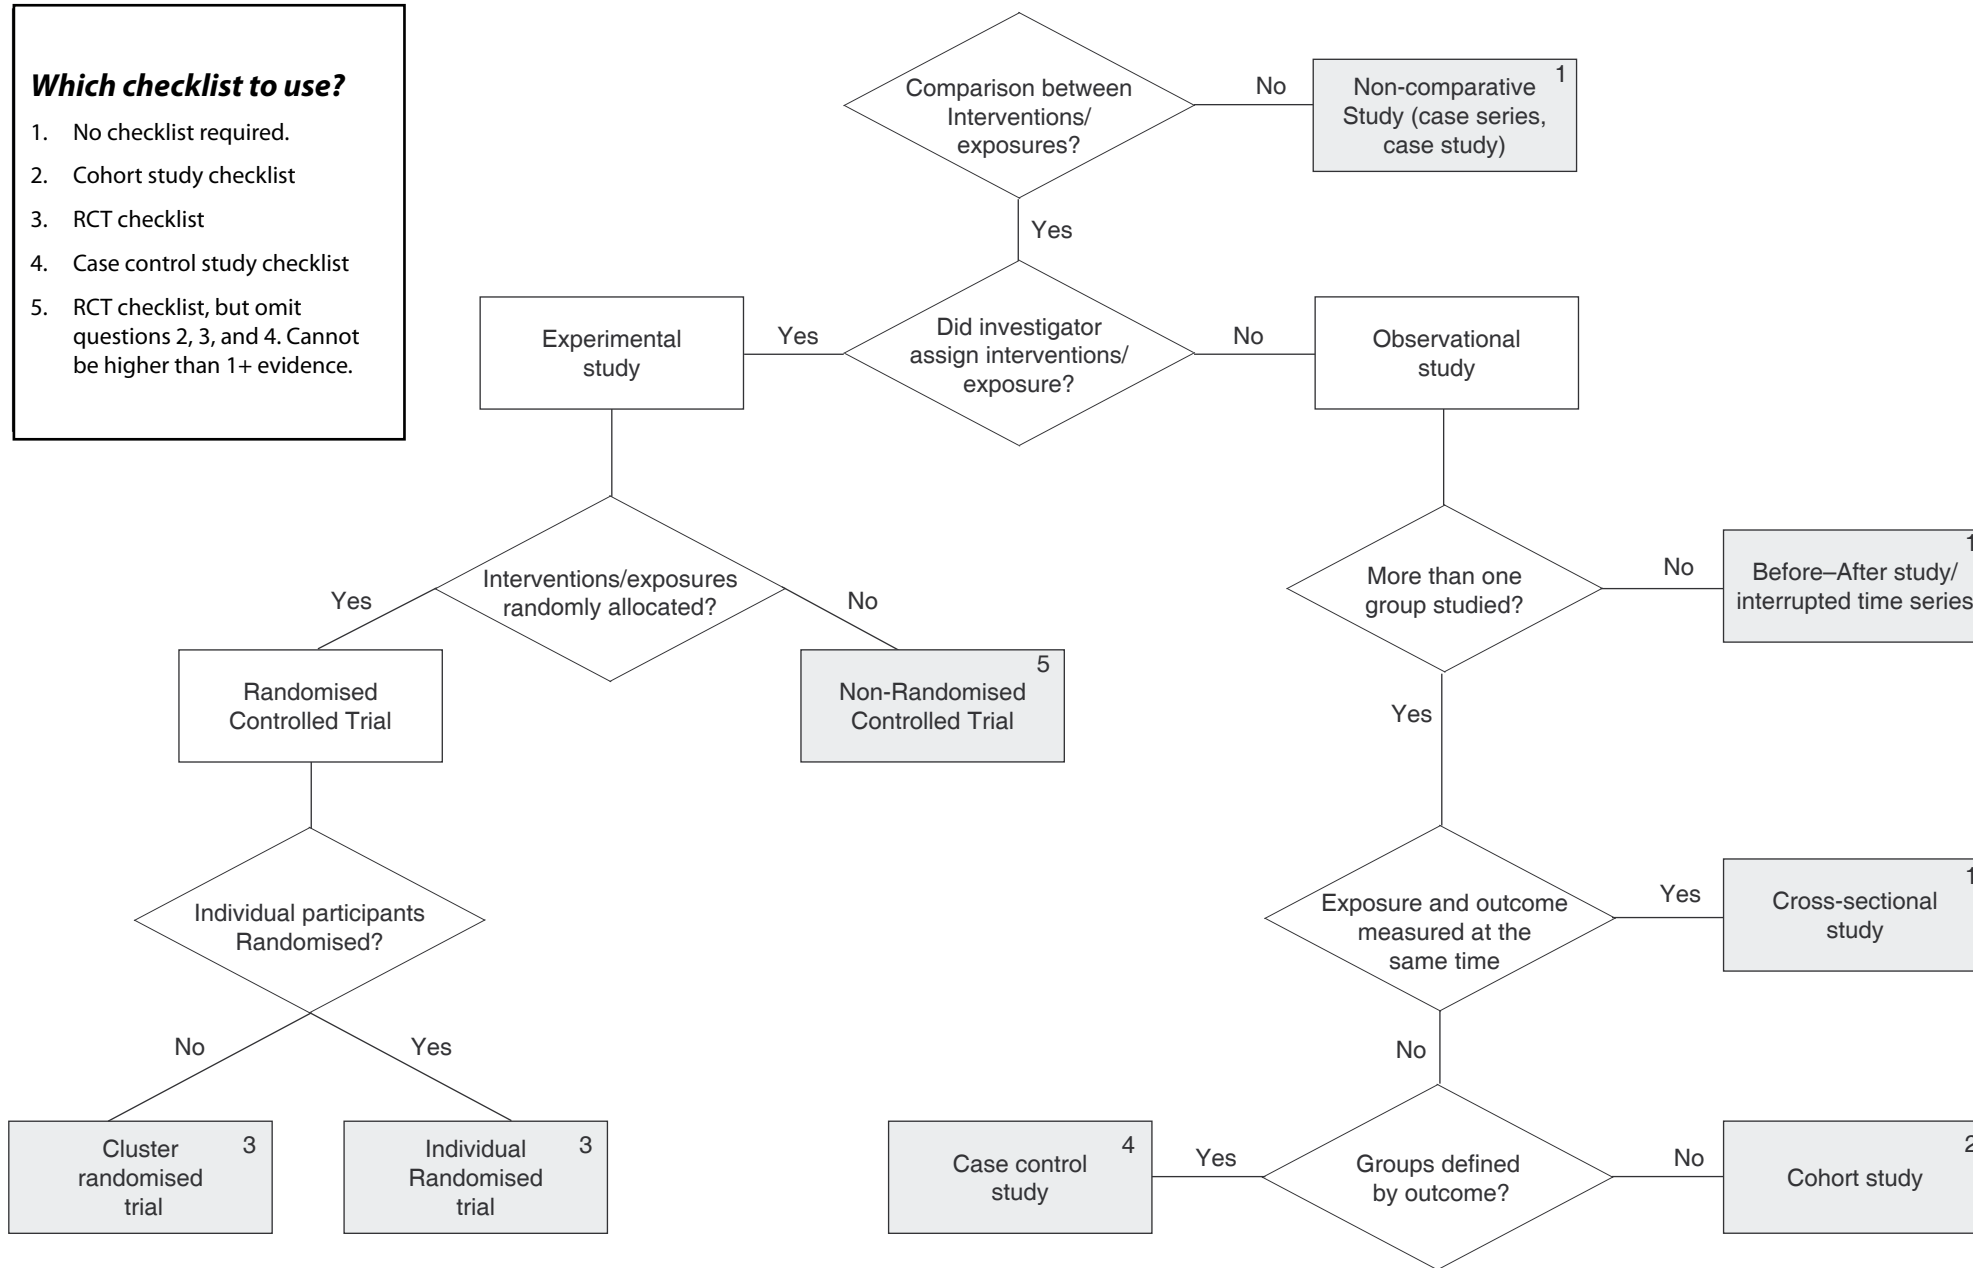 Which checklist to use?
1. No checklist required.
2. Cohort study checklist
3. RCT checklist
4. Case control study checklist
5. RCT checklist, but omit
questions 2, 3, and 4. Cannot
be higher than 1+ evidence.
Comparison between
Interventions/
exposures?
No
1
Non-comparative
Study (case series,
case study)
Yes
Experimental
study
Yes
Did investigator
assign interventions/
exposure?
No
Observational
study
Interventions/exposures
randomly allocated?
Yes
No
More than one
group studied?
No
1
Before–After study/
interrupted time series
Randomised
Controlled Trial
5
Non-Randomised
Controlled Trial
Yes
Individual participants
Randomised?
Exposure and outcome
measured at the
same time
Yes
1
Cross-sectional
study
No
Yes
No
Cluster
randomised
trial
3
Individual
Randomised
trial
3
Case control
study
4
Yes
Groups defined
by outcome?
No
2
Cohort study